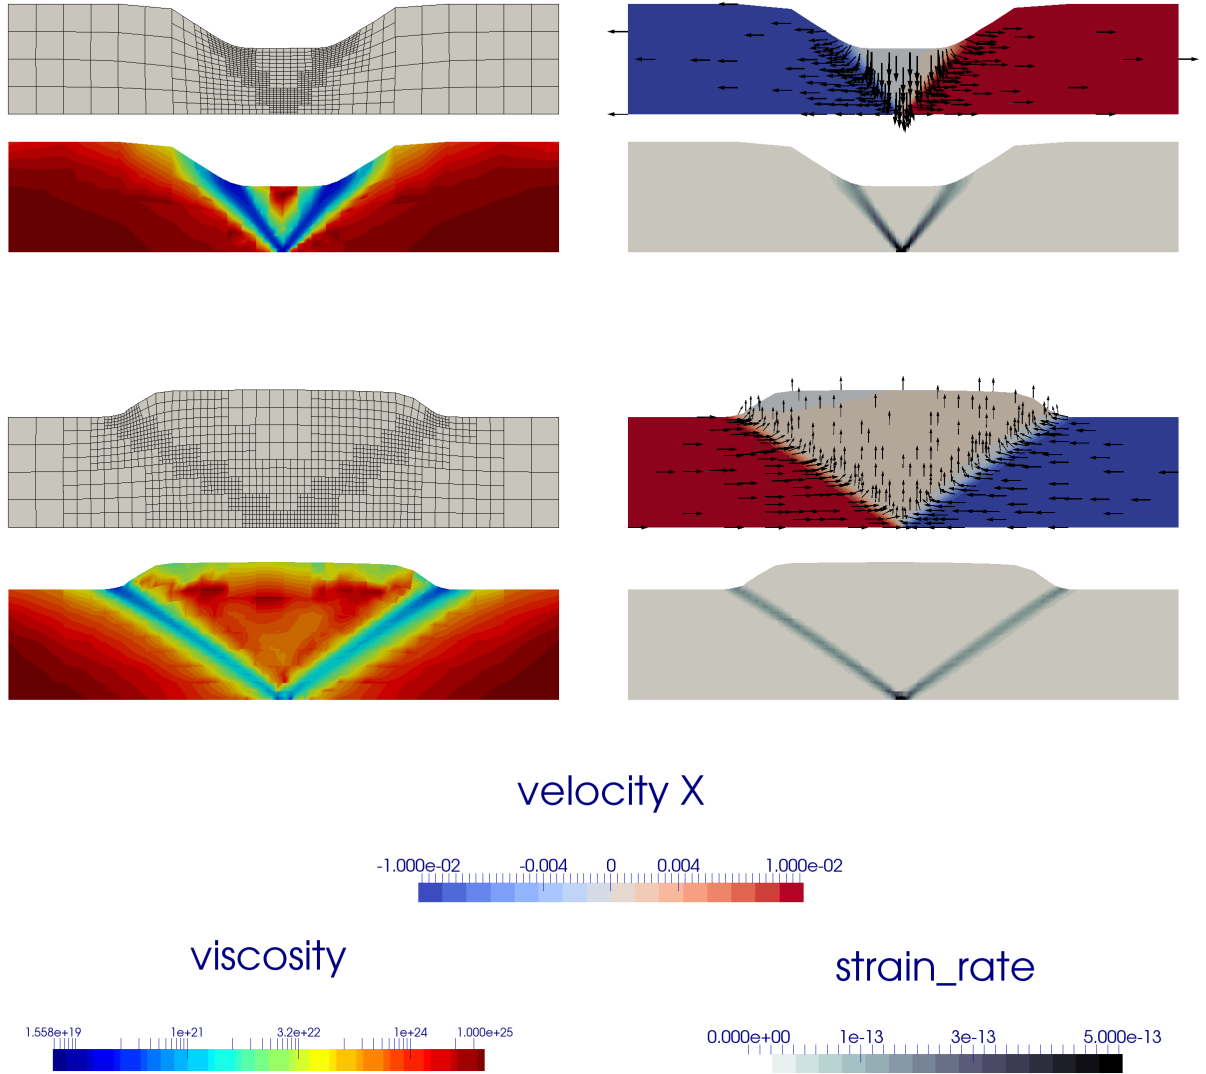 velocity X
-1.000e-02 -0.004 0 0.004 1.000e-02
viscosity
strain_rate
1.558e+19 1e+21 3.2e+22 1e+24 1.000e+25
0.000e+00 1e-13 3e-13 5.000e-13